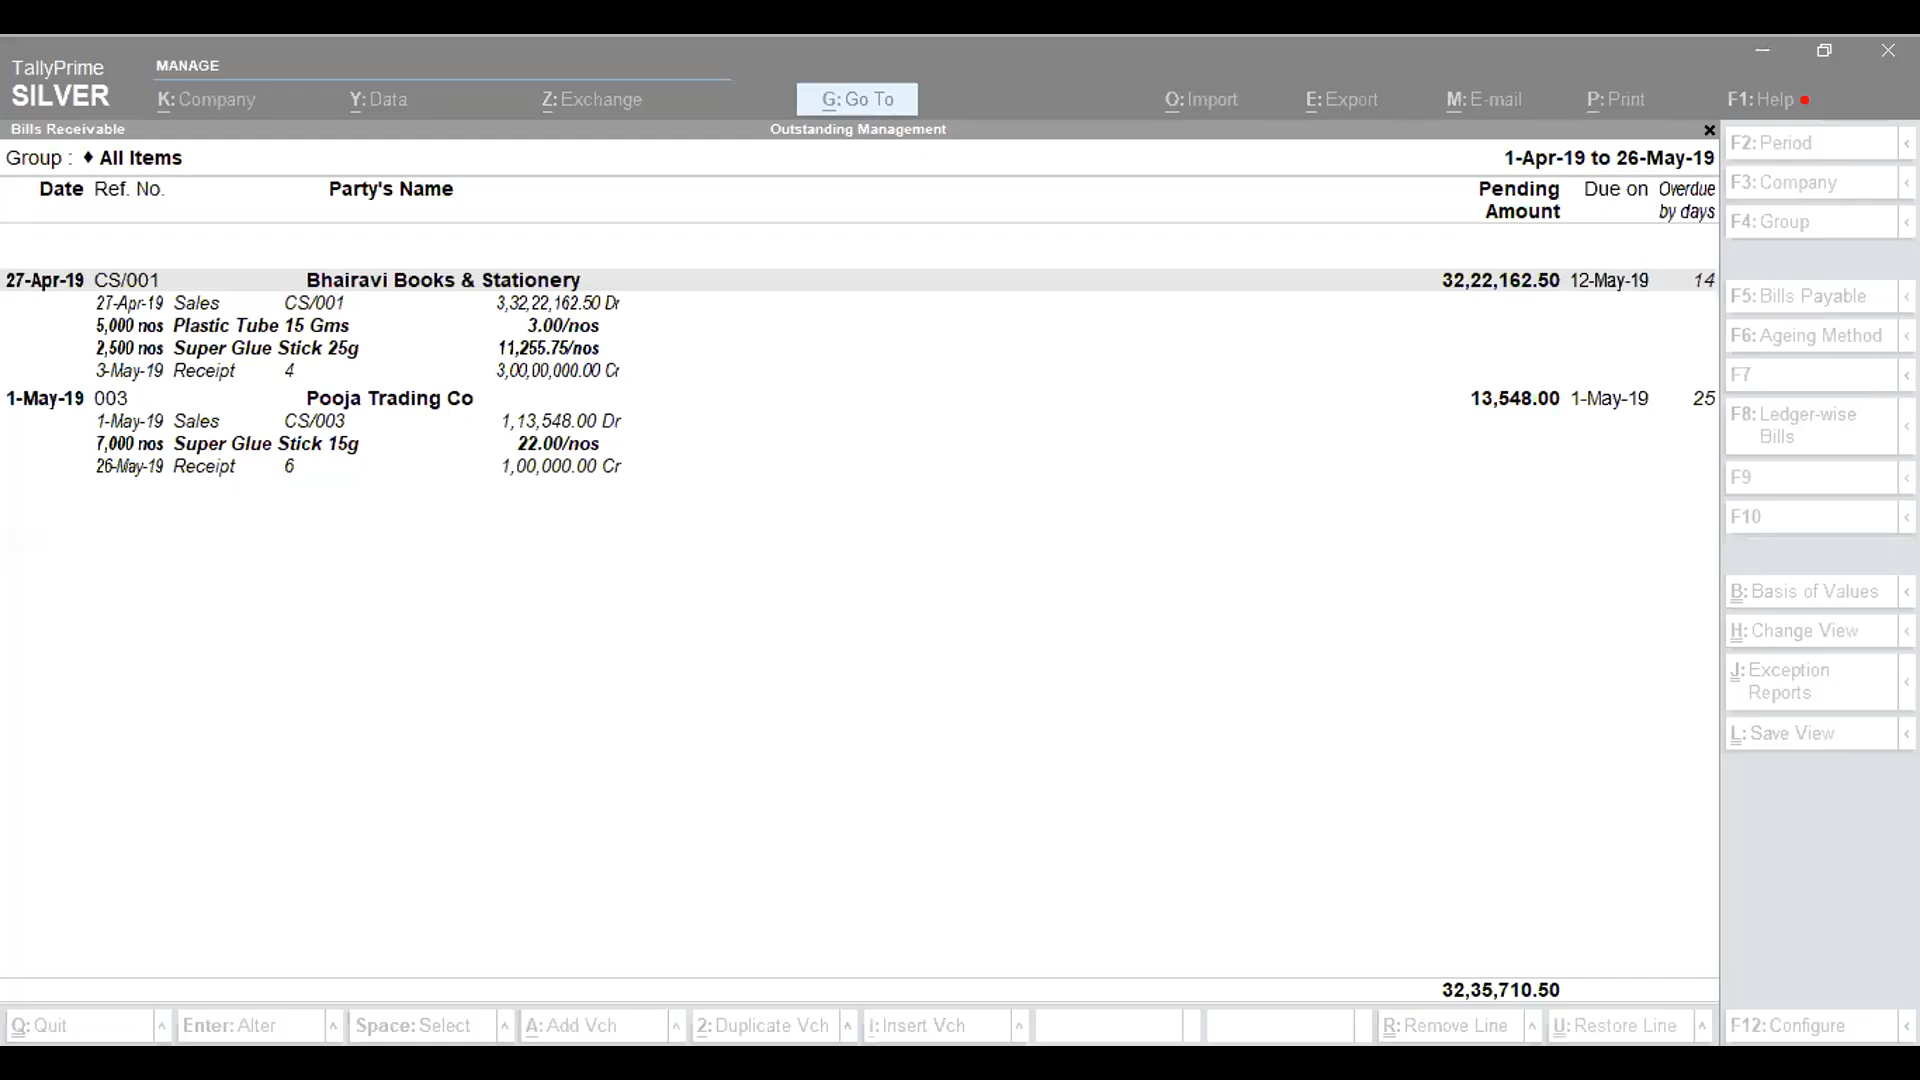 TallyPrime
SILVER
MANAGE
K: Company Y: Data Z: Exchange G: Go To O: Import E: Export M: E-mail P: Print F1: Help
Bills Receivable Outstanding Management
Group : ♦ All Items 1-Apr-19 to 26-May-19
Date Ref. No. Party's Name Pending Due on Overdue
Amount by days
27-Apr-19 CS/001 Bhairavi Books & Stationery 32,22,162.50 12-May-19 14
27-Apr-19 Sales CS/001 3,32,22,162.50 Dr
5,000 nos Plastic Tube 15 Gms 3.00/nos
2,500 nos Super Glue Stick 25g 11,255.75/nos
3-May-19 Receipt 4 3,00,00,000.00 Cr
1-May-19 003 Pooja Trading Co 13,548.00 1-May-19 25
1-May-19 Sales CS/003 1,13,548.00 Dr
7,000 nos Super Glue Stick 15g 22.00/nos
26-May-19 Receipt 6 1,00,000.00 Cr
32,35,710.50
F2: Period
F3: Company
F4: Group
F5: Bills Payable
F6: Ageing Method
F7
F8: Ledger-wise
Bills
F9
F10
B: Basis of Values
H: Change View
J: Exception
Reports
L: Save View
Q: Quit Enter: Alter Space: Select A: Add Vch 2: Duplicate Vch I: Insert Vch R: Remove Line U: Restore Line F12: Configure